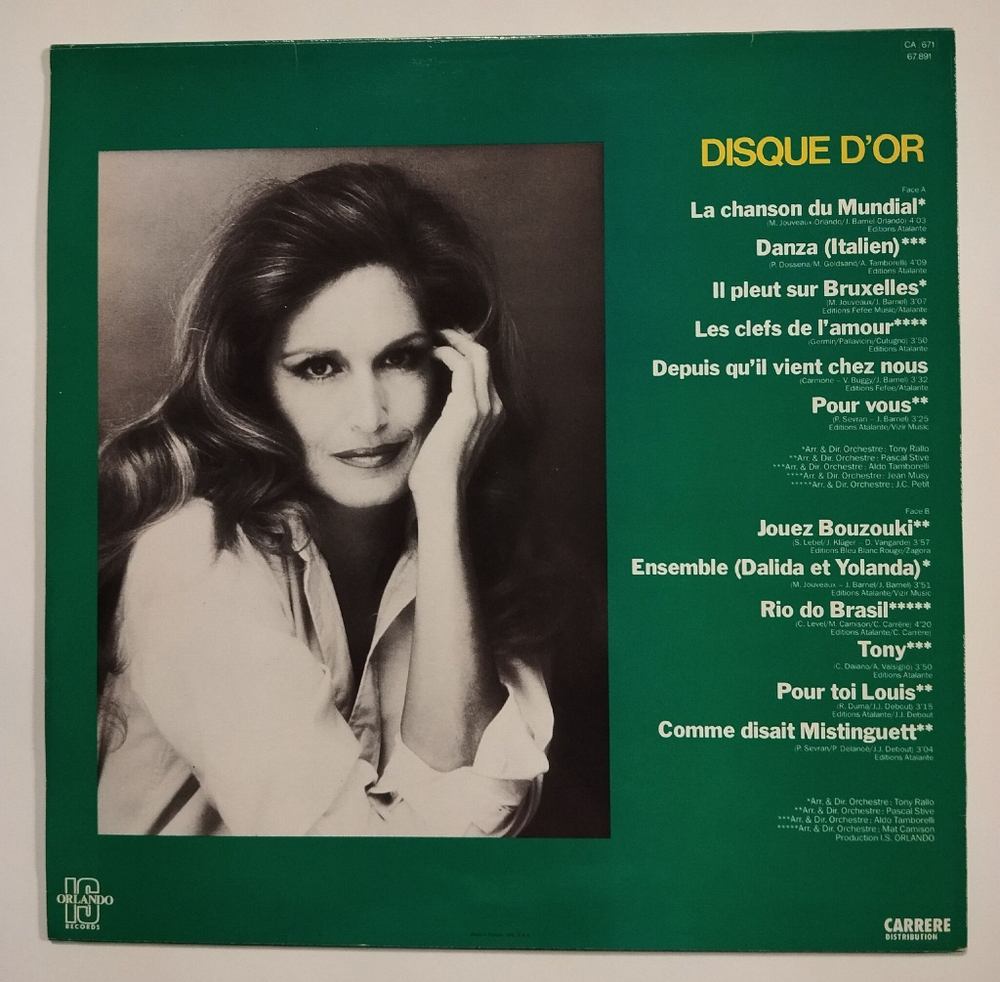 CA 671
67.891
DISQUE D'OR
Face A
La chanson du Mundial*
(M. Jouveaux Orlando/J. Barnel Orlando) 4'03
Editions Atalante
Danza (Italien)***
(P. Dossena/M. Goldsand/A. Tamborelli) 4'09
Editions Atalante
Il pleut sur Bruxelles*
(M. Jouveaux/J. Barnel) 3'07
Editions Fefee Music/Atalante
Les clefs de l'amour****
(Germin/Pallavicini/Cutugno) 3'50
Editions Atalante
Depuis qu'il vient chez nous
(Carmone – V. Buggy/J. Barnel) 3'32
Editions Fefee/Atalante
Pour vous**
(P. Sevran – J. Barnel) 3'25
Editions Atalante/Vizir Music
*Arr. & Dir. Orchestre : Tony Rallo
**Arr. & Dir. Orchestre : Pascal Stive
***Arr. & Dir. Orchestre : Aldo Tamborelli
****Arr. & Dir. Orchestre : Jean Musy
*****Arr. & Dir. Orchestre : J.C. Petit
Face B
Jouez Bouzouki**
(S. Lebel/J. Kluger – D. Vangarde) 3'57
Editions Bleu Blanc Rouge/Zagora
Ensemble (Dalida et Yolanda)*
(M. Jouveaux – J. Barnel/J. Barnel) 3'51
Editions Atalante/Vizir Music
Rio do Brasil*****
(C. Level/M. Camison/C. Carrère) 4'20
Editions Atalante/C. Carrère)
Tony***
(C. Daiano/A. Valsiglio) 3'50
Editions Atalante
Pour toi Louis**
(R. Dumas/J.J. Debout) 3'15
Editions Atalante/J.J. Debout
Comme disait Mistinguett**
(P. Sevran/P. Delanoë/J.J. Debout) 3'04
Editions Atalante
*Arr. & Dir. Orchestre : Tony Rallo
**Arr. & Dir. Orchestre : Pascal Stive
***Arr. & Dir. Orchestre : Aldo Tamborelli
*****Arr. & Dir. Orchestre : Mat Camison
Production I.S. ORLANDO
IS
ORLANDO
RECORDS
CARRERE
DISTRIBUTION